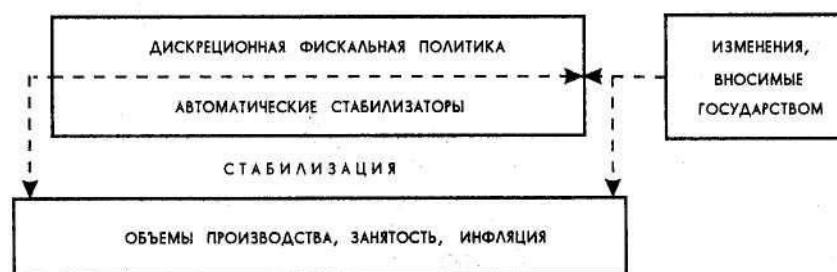 ДИСКРЕЦИОННАЯ ФИСКАЛЬНАЯ ПОЛИТИКА
АВТОМАТИЧЕСКИЕ СТАБИЛИЗАТОРЫ
ИЗМЕНЕНИЯ,
ВНОСИМЫЕ
ГОСУДАРСТВОМ
СТАБИЛИЗАЦИЯ
ОБЪЕМЫ ПРОИЗВОДСТВА, ЗАНЯТОСТЬ, ИНФЛЯЦИЯ